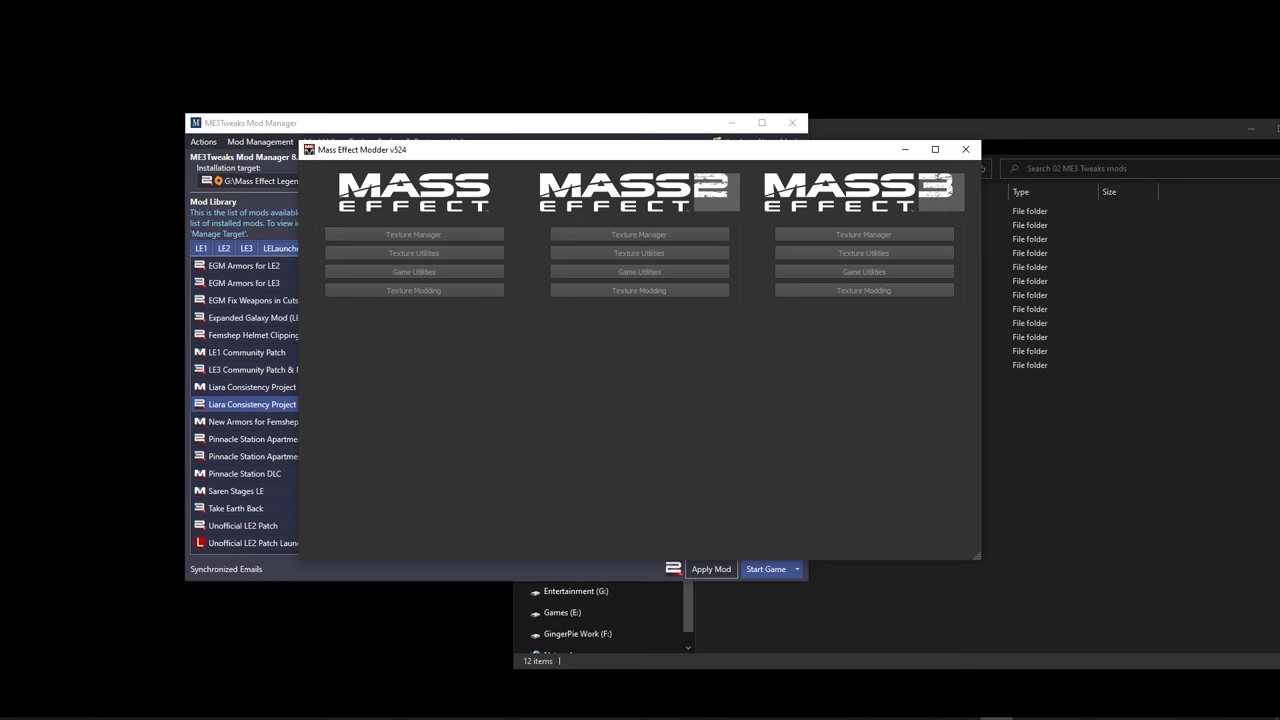 ME3Tweaks Mod Manager
Actions
Mod Management
ME3Tweaks Mod Manager 8.
Installation target:
G:\Mass Effect Legen
Mod Library
This is the list of mods availab
list of installed mods. To view
'Manage Target'.
LE1
LE2
LE3
LELaunche
EGM Armors for LE2
EGM Armors for LE3
EGM Fix Weapons in Cuts
Expanded Galaxy Mod (LE
Femshep Helmet Clipping
LE1 Community Patch
LE3 Community Patch &
Liara Consistency Project
Liara Consistency Project
New Armors for Femshep
Pinnacle Station Apartme
Pinnacle Station Apartme
Pinnacle Station DLC
Saren Stages LE
Take Earth Back
Unofficial LE2 Patch
Unofficial LE2 Patch Laun
Synchronized Emails
Apply Mod
Start Game
Mass Effect Modder v524
MASS
EFFECT
MASS 2
EFFECT
MASS 3
EFFECT
Texture Manager
Texture Manager
Texture Manager
Texture Utilities
Texture Utilities
Texture Utilities
Game Utilities
Game Utilities
Game Utilities
Texture Modding
Texture Modding
Texture Modding
Search 02 ME3 Tweaks mods
Type
Size
File folder
File folder
File folder
File folder
File folder
File folder
File folder
File folder
File folder
File folder
File folder
File folder
Entertainment (G:)
Games (E:)
GingerPie Work (F:)
12 items